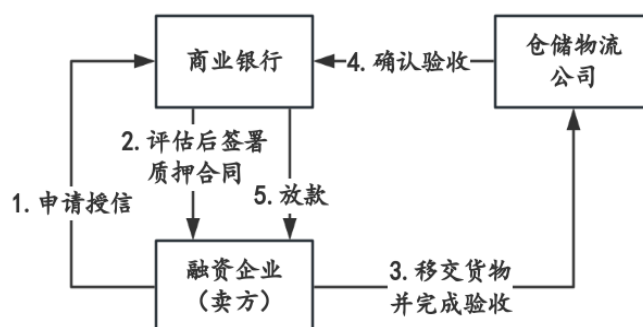 商业银行
4. 确认验收
仓储物流
公司
2. 评估后签署
质押合同
1. 申请授信
5. 放款
融资企业
（卖方）
3. 移交货物
并完成验收